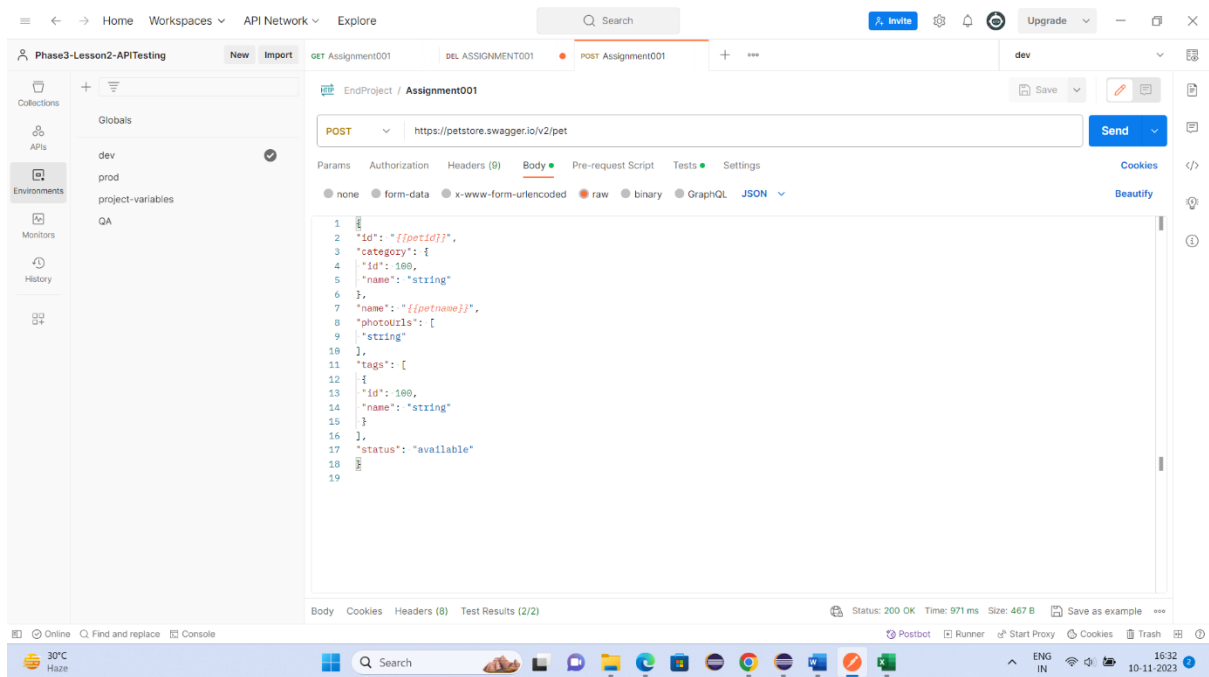 Home Workspaces API Network Explore Search Invite Upgrade
Phase3-Lesson2-APITesting New Import GET Assignment001 DEL ASSIGNMENT001 POST Assignment001 dev
Collections
APIs
Environments
Monitors
History
Globals
dev
prod
project-variables
QA
HTTP EndProject / Assignment001 Save
POST https://petstore.swagger.io/v2/pet Send
Params Authorization Headers (9) Body Pre-request Script Tests Settings Cookies
none form-data x-www-form-urlencoded raw binary GraphQL JSON Beautify
1 {
2 "id": "{{petid}}",
3 "category": {
4 "id": 100,
5 "name": "string"
6 },
7 "name": "{{petname}}",
8 "photoUrls": [
9 "string"
10 ],
11 "tags": [
12 {
13 "id": 100,
14 "name": "string"
15 }
16 ],
17 "status": "available"
18 }
19
Body Cookies Headers (8) Test Results (2/2) Status: 200 OK Time: 971 ms Size: 467 B Save as example
Online Find and replace Console Postbot Runner Start Proxy Cookies Trash
30°C
Haze
Search
ENG
IN
16:32
10-11-2023
2